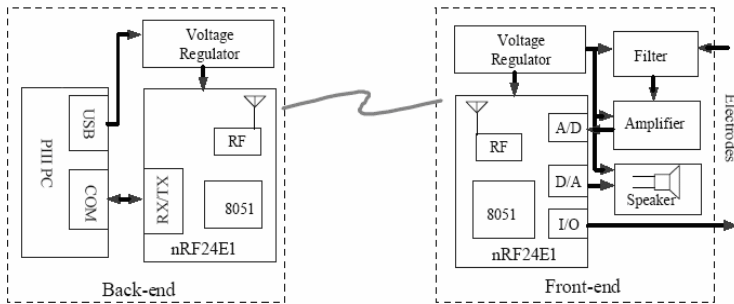 Voltage
Regulator
USB
PIII PC
COM
RX/TX
RF
8051
nRF24E1
Back-end
Voltage
Regulator
Filter
Electrodes
A/D
Amplifier
RF
D/A
Speaker
8051
I/O
nRF24E1
Front-end